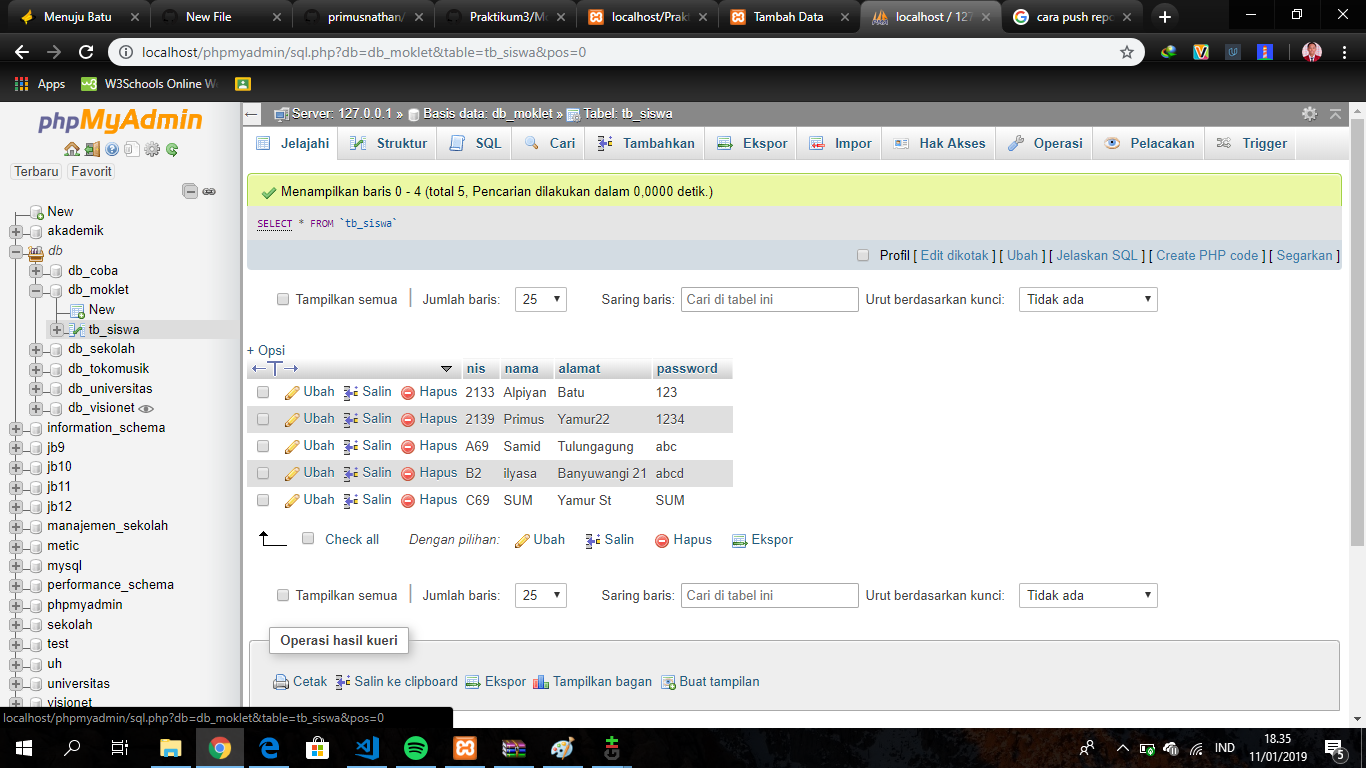 Menuju Batu
New File
primusnathan/
Praktikum3/M
localhost/Prak
Tambah Data
localhost / 127
cara push repo
localhost/phpmyadmin/sql.php?db=db_moklet&table=tb_siswa&pos=0
Apps
W3Schools Online W
phpMyAdmin
Terbaru Favorit
New
akademik
db
db_coba
db_moklet
New
tb_siswa
db_sekolah
db_tokomusik
db_universitas
db_visionet
information_schema
jb9
jb10
jb11
jb12
manajemen_sekolah
metic
mysql
performance_schema
phpmyadmin
sekolah
test
uh
universitas
visionet
Server: 127.0.0.1 » Basis data: db_moklet » Tabel: tb_siswa
Jelajahi Struktur SQL Cari Tambahkan Ekspor Impor Hak Akses Operasi Pelacakan Trigger
Menampilkan baris 0 - 4 (total 5, Pencarian dilakukan dalam 0,0000 detik.)
SELECT * FROM `tb_siswa`
Profil [ Edit dikotak ] [ Ubah ] [ Jelaskan SQL ] [ Create PHP code ] [ Segarkan ]
Tampilkan semua | Jumlah baris: 25 Saring baris: Cari di tabel ini Urut berdasarkan kunci: Tidak ada
+ Opsi
←T→ nis nama alamat password
Ubah Salin Hapus 2133 Alpiyan Batu 123
Ubah Salin Hapus 2139 Primus Yamur22 1234
Ubah Salin Hapus A69 Samid Tulungagung abc
Ubah Salin Hapus B2 ilyasa Banyuwangi 21 abcd
Ubah Salin Hapus C69 SUM Yamur St SUM
Check all Dengan pilihan: Ubah Salin Hapus Ekspor
Tampilkan semua | Jumlah baris: 25 Saring baris: Cari di tabel ini Urut berdasarkan kunci: Tidak ada
Operasi hasil kueri
Cetak Salin ke clipboard Ekspor Tampilkan bagan Buat tampilan
localhost/phpmyadmin/sql.php?db=db_moklet&table=tb_siswa&pos=0
IND
18.35
11/01/2019
5